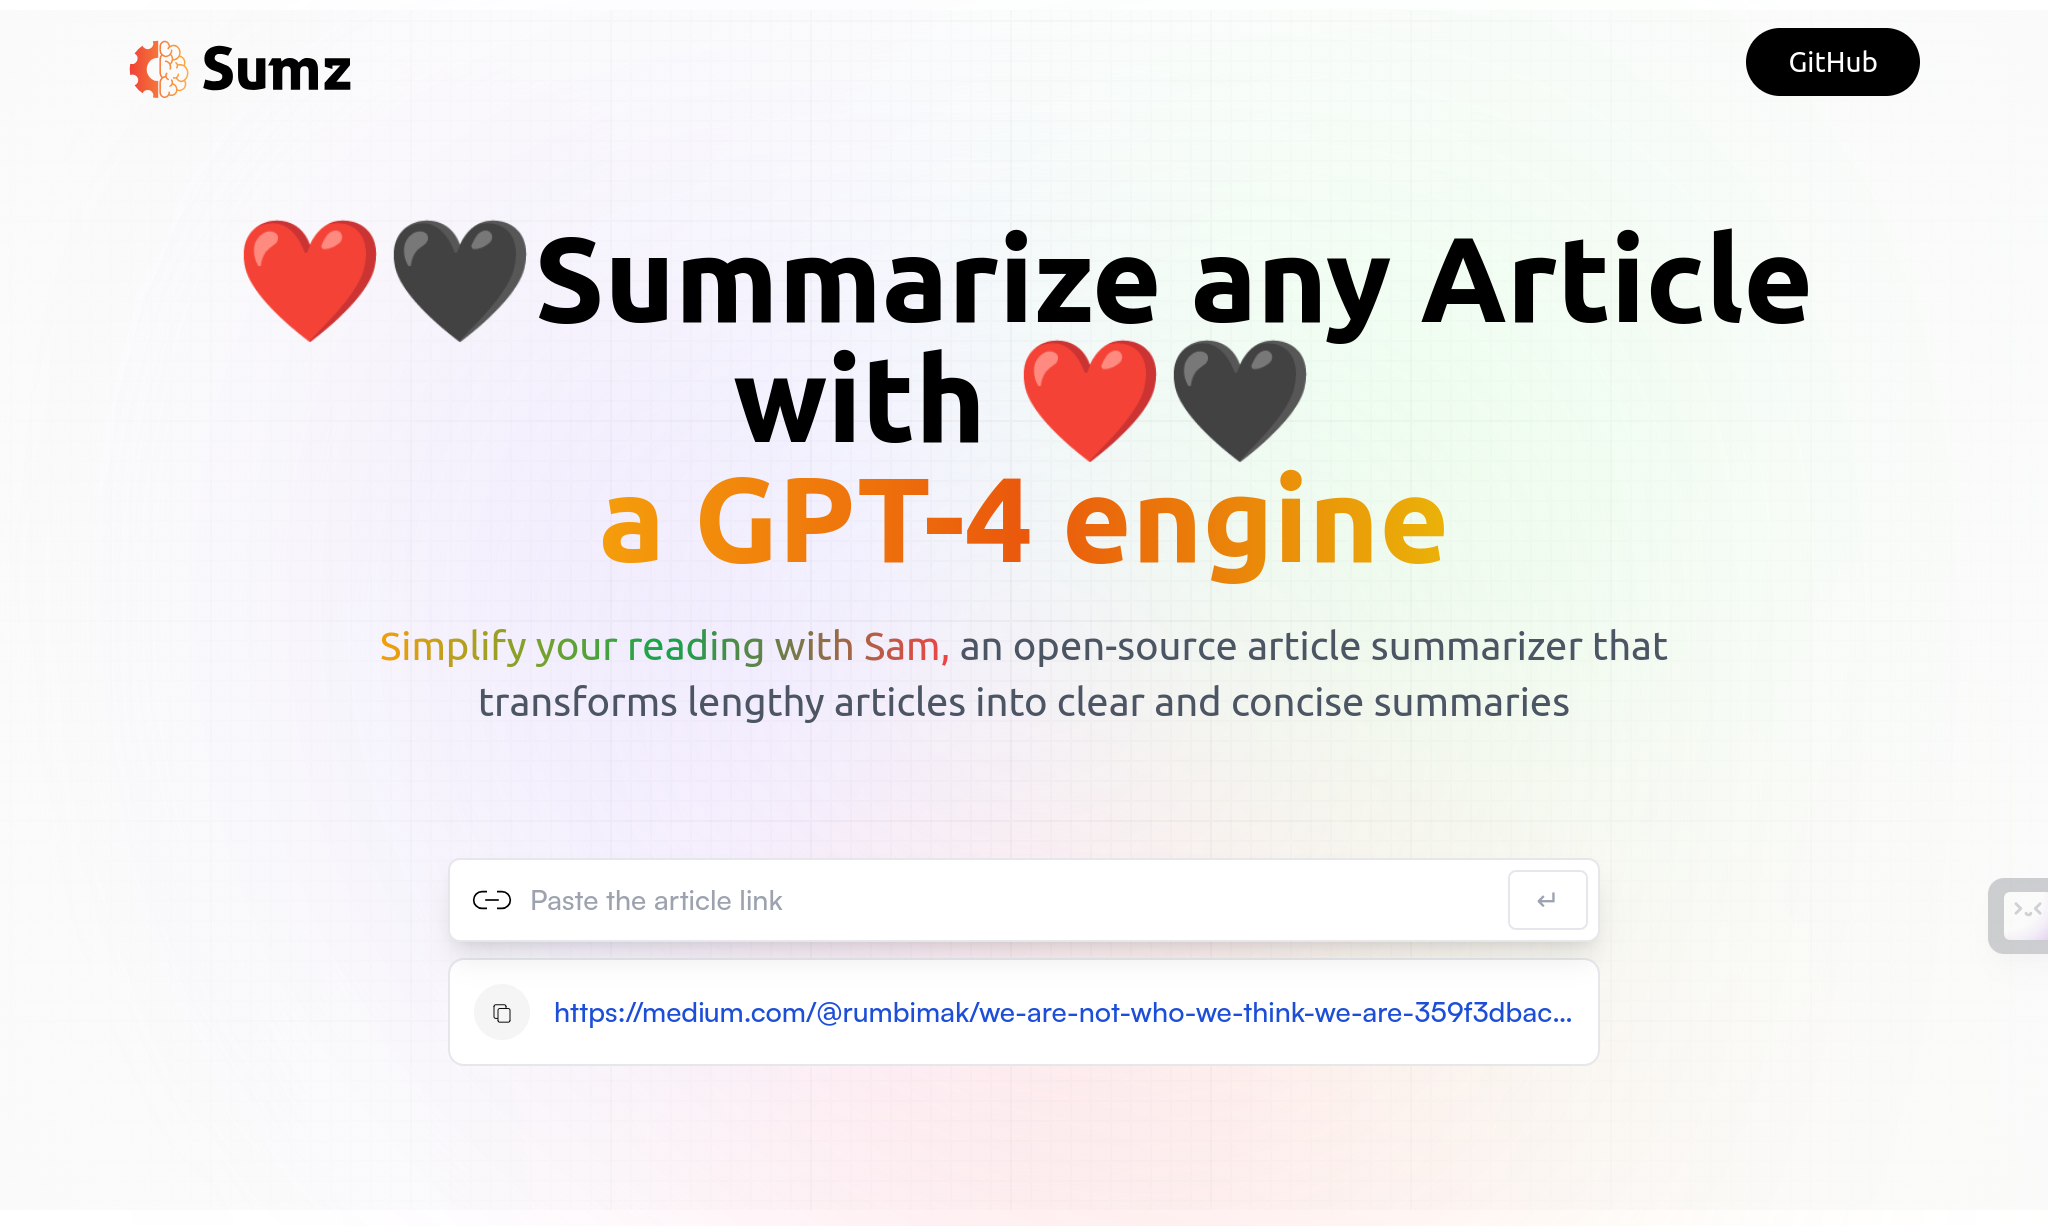 Sumz
GitHub
❤️🖤Summarize any Article
with ❤️🖤
a GPT-4 engine
Simplify your reading with Sam, an open-source article summarizer that
transforms lengthy articles into clear and concise summaries
Paste the article link
↵
https://medium.com/@rumbimak/we-are-not-who-we-think-we-are-359f3dbac...